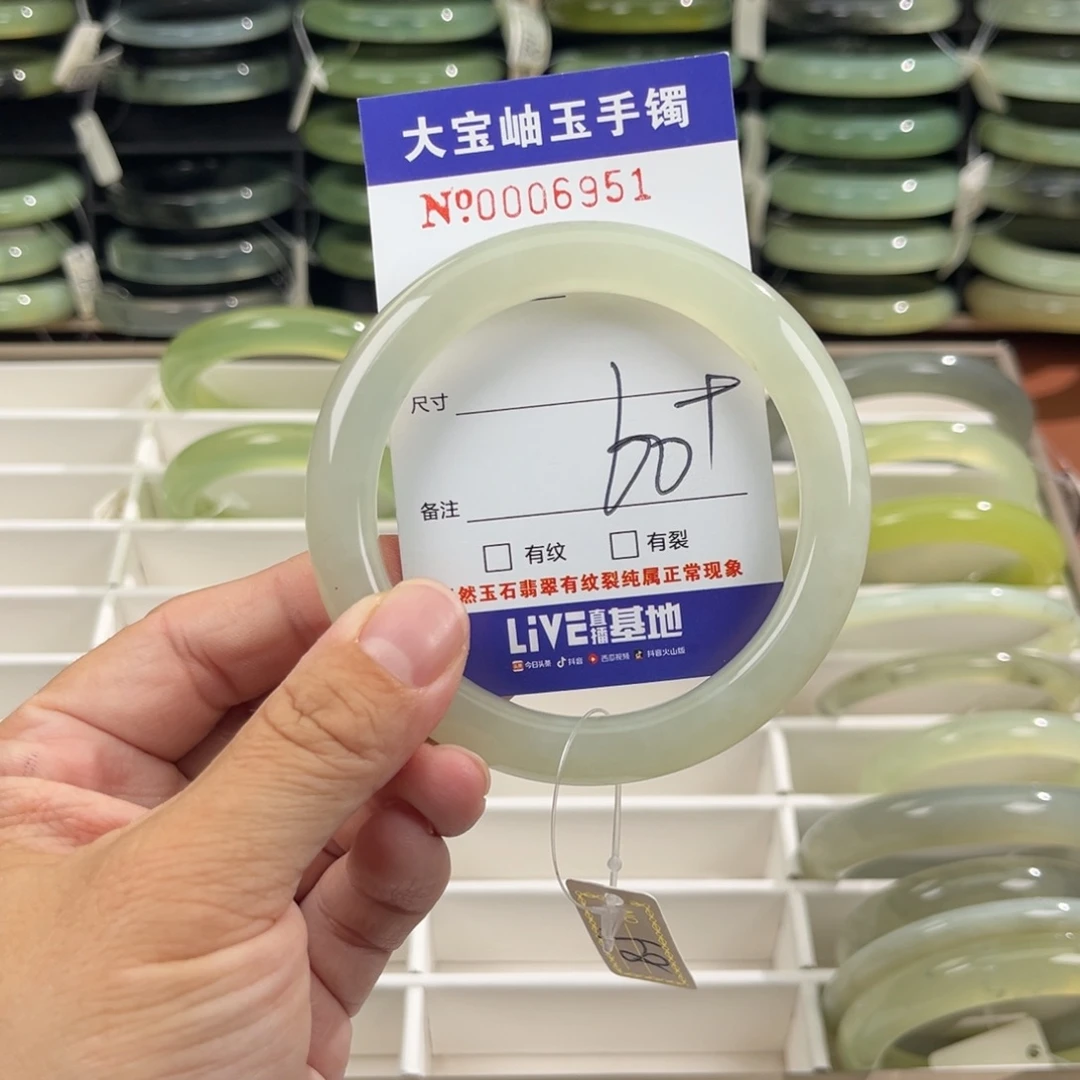 大宝岫玉手镯
№0006951
尺寸
60+
备注
□ 有纹 □ 有裂
然玉石翡翠有纹裂纯属正常现象
LiVE直播基地
今日头条 抖音 西瓜视频 抖音火山版